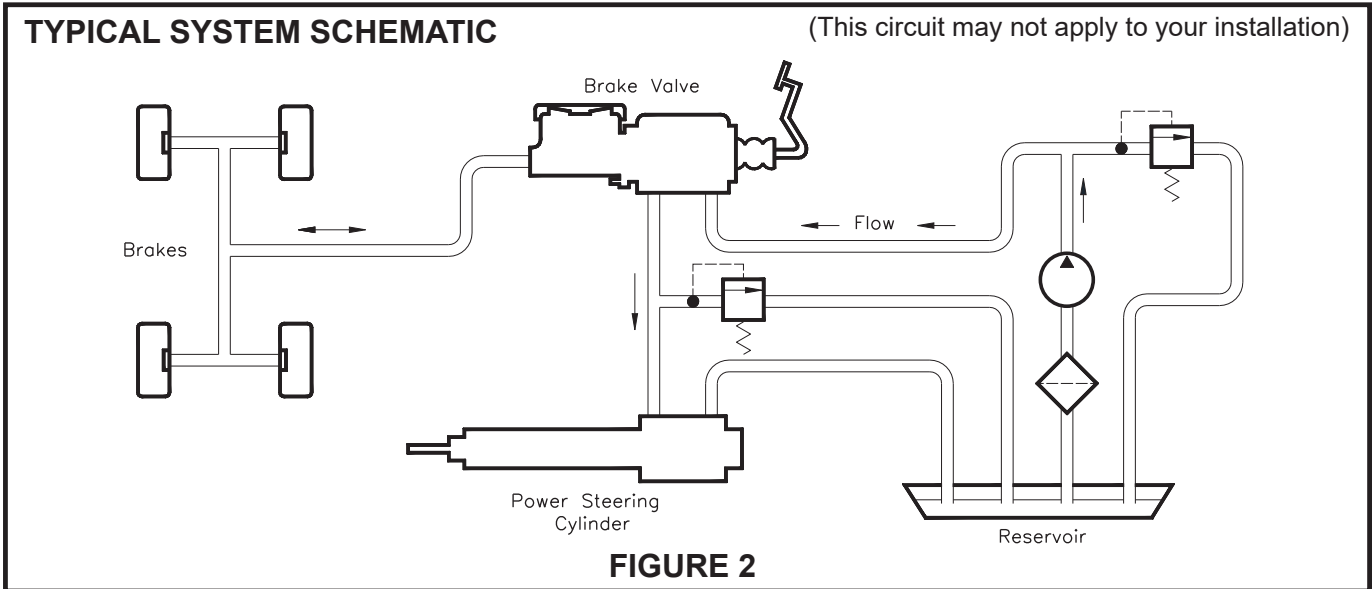 TYPICAL SYSTEM SCHEMATIC
(This circuit may not apply to your installation)
Brake Valve
Flow
Brakes
Power Steering
Cylinder
Reservoir
FIGURE 2